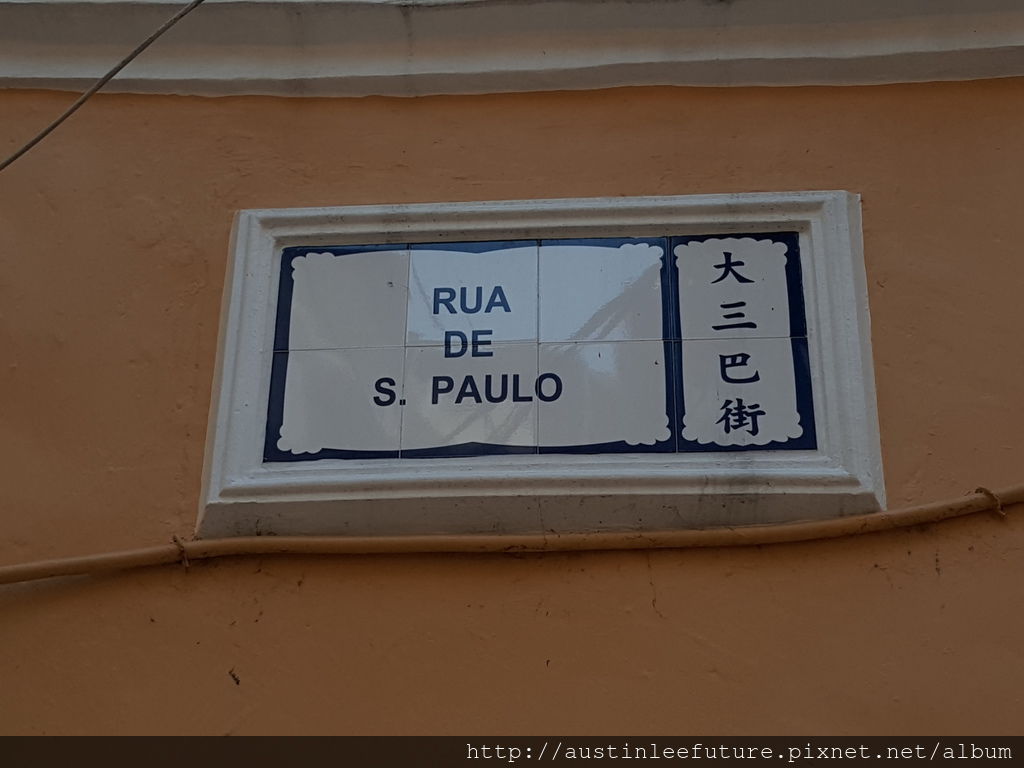 RUA
DE
S. PAULO
大三巴街
http://austinleefuture.pixnet.net/album